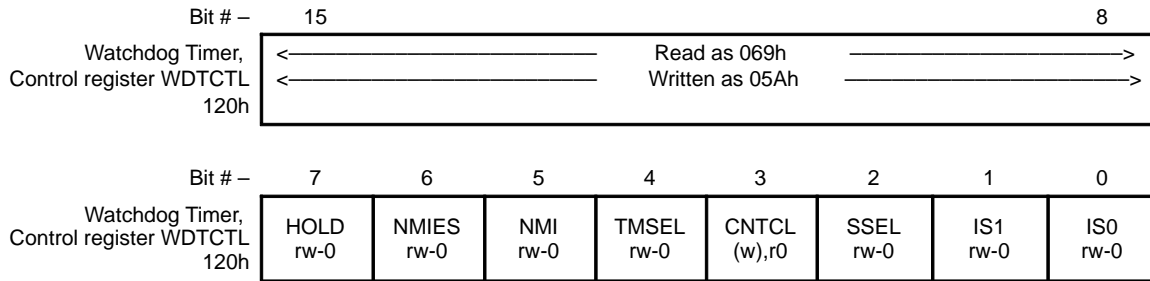 Bit # – 15 8
Watchdog Timer, <———————————— Read as 069h ————————————>
Control register WDTCTL <———————————— Written as 05Ah ————————————>
120h
Bit # – 7 6 5 4 3 2 1 0
Watchdog Timer, HOLD NMIES NMI TMSEL CNTCL SSEL IS1 IS0
Control register WDTCTL rw-0 rw-0 rw-0 rw-0 (w),r0 rw-0 rw-0 rw-0
120h